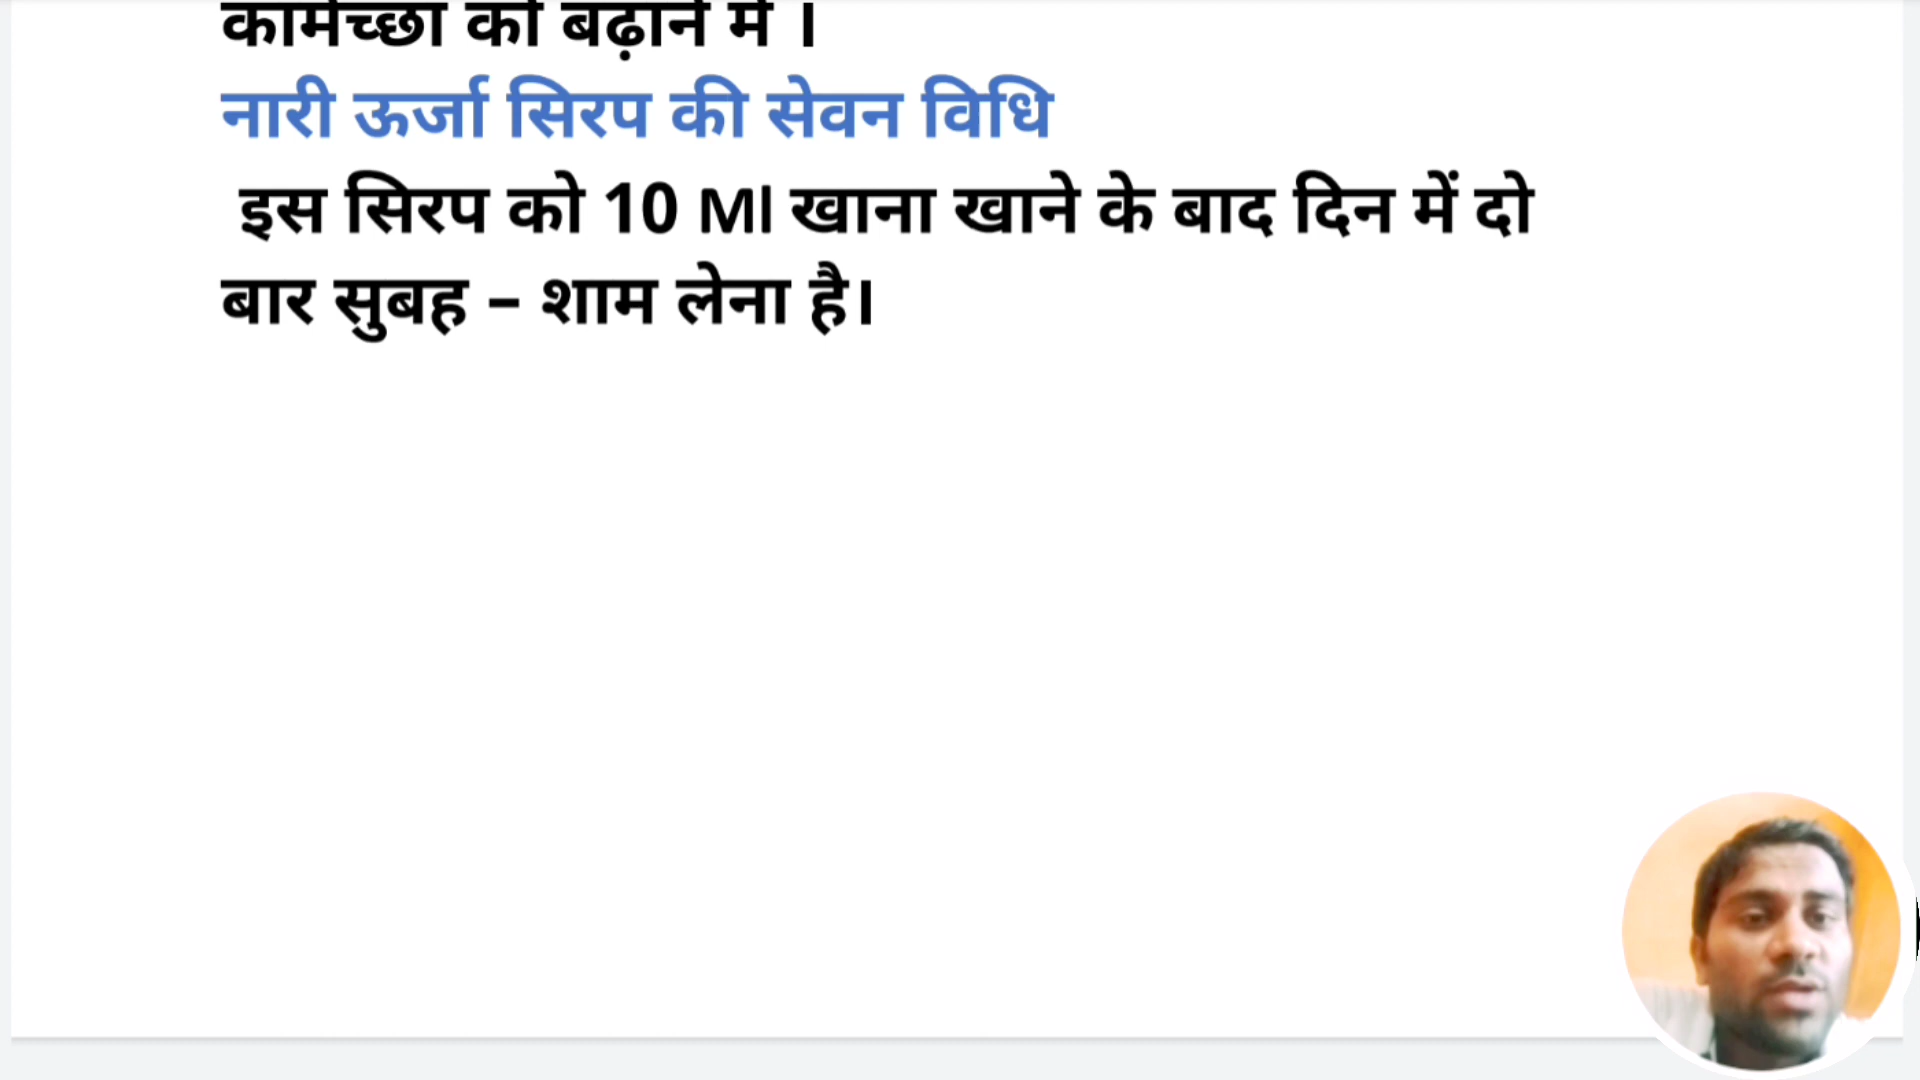 कामेच्छा को बढ़ाने में ।
नारी ऊर्जा सिरप की सेवन विधि
इस सिरप को 10 Ml खाना खाने के बाद दिन में दो
बार सुबह – शाम लेना है।